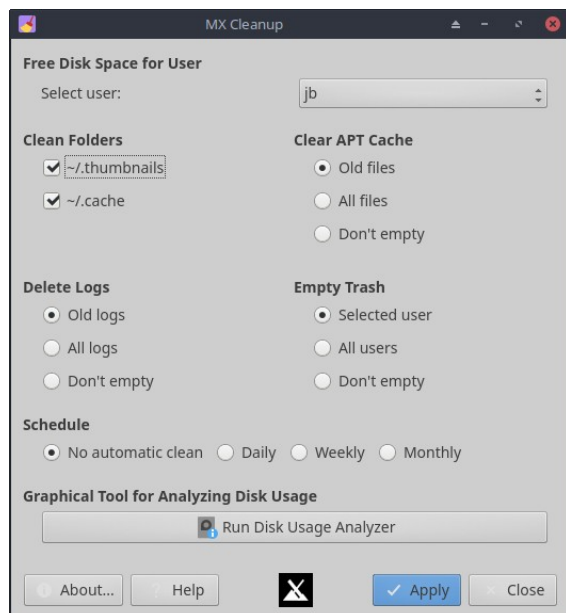 MX Cleanup
Free Disk Space for User
Select user: jb
Clean Folders Clear APT Cache
~/.thumbnails Old files
~/.cache All files
Don't empty
Delete Logs Empty Trash
Old logs Selected user
All logs All users
Don't empty Don't empty
Schedule
No automatic clean Daily Weekly Monthly
Graphical Tool for Analyzing Disk Usage
Run Disk Usage Analyzer
About... Help Apply Close